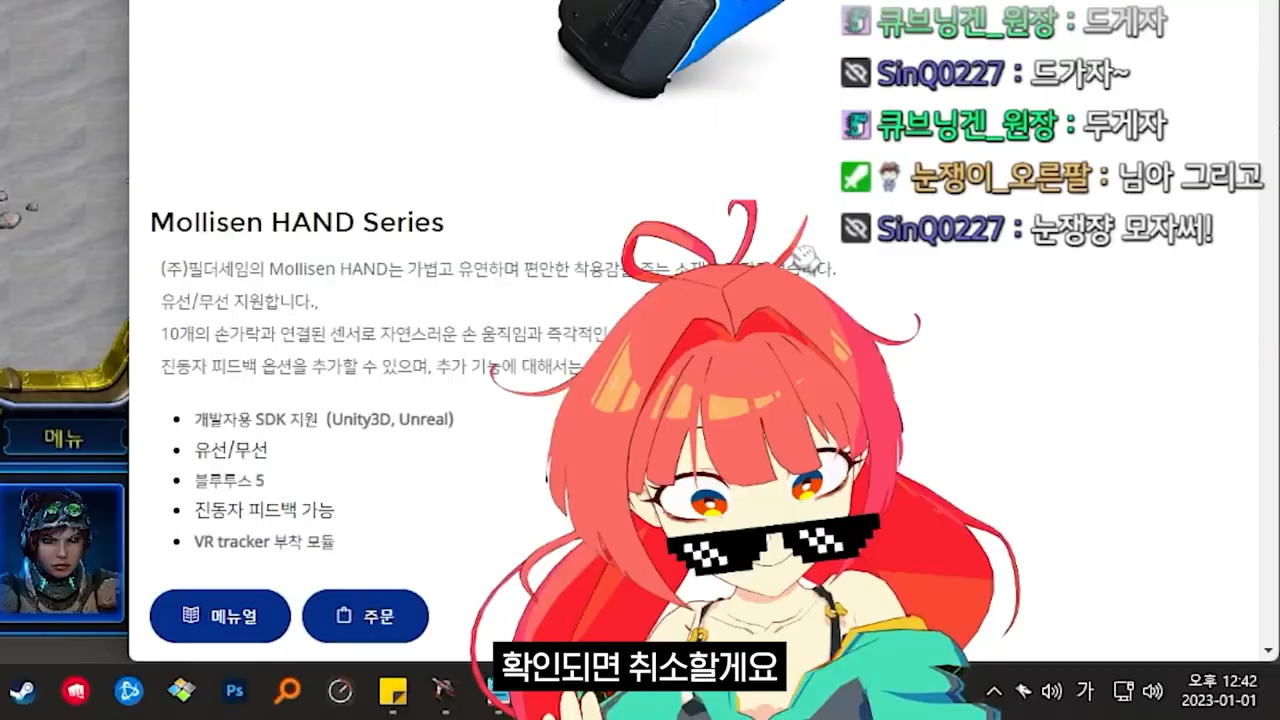 큐브닝겐_원장 : 드게자
SinQ0227 : 드가자~
큐브닝겐_원장 : 두게자
눈쟁이_오른팔 : 님아 그리고
SinQ0227 : 눈쟁쟝 모자써!
Mollisen HAND Series
(주)필더세임의 Mollisen HAND는 가볍고 유연하며 편안한 착용감을 주는
유선/무선 지원합니다.,
10개의 손가락과 연결된 센서로 자연스러운 손 움직임과 즉각적인
진동자 피드백 옵션을 추가할 수 있으며, 추가 기능에 대해서는
개발자용 SDK 지원 (Unity3D, Unreal)
유선/무선
블루투스 5
진동자 피드백 가능
VR tracker 부착 모듈
메뉴
메뉴얼
주문
확인되면 취소할게요
Ps
가
오후 12:42
2023-01-01